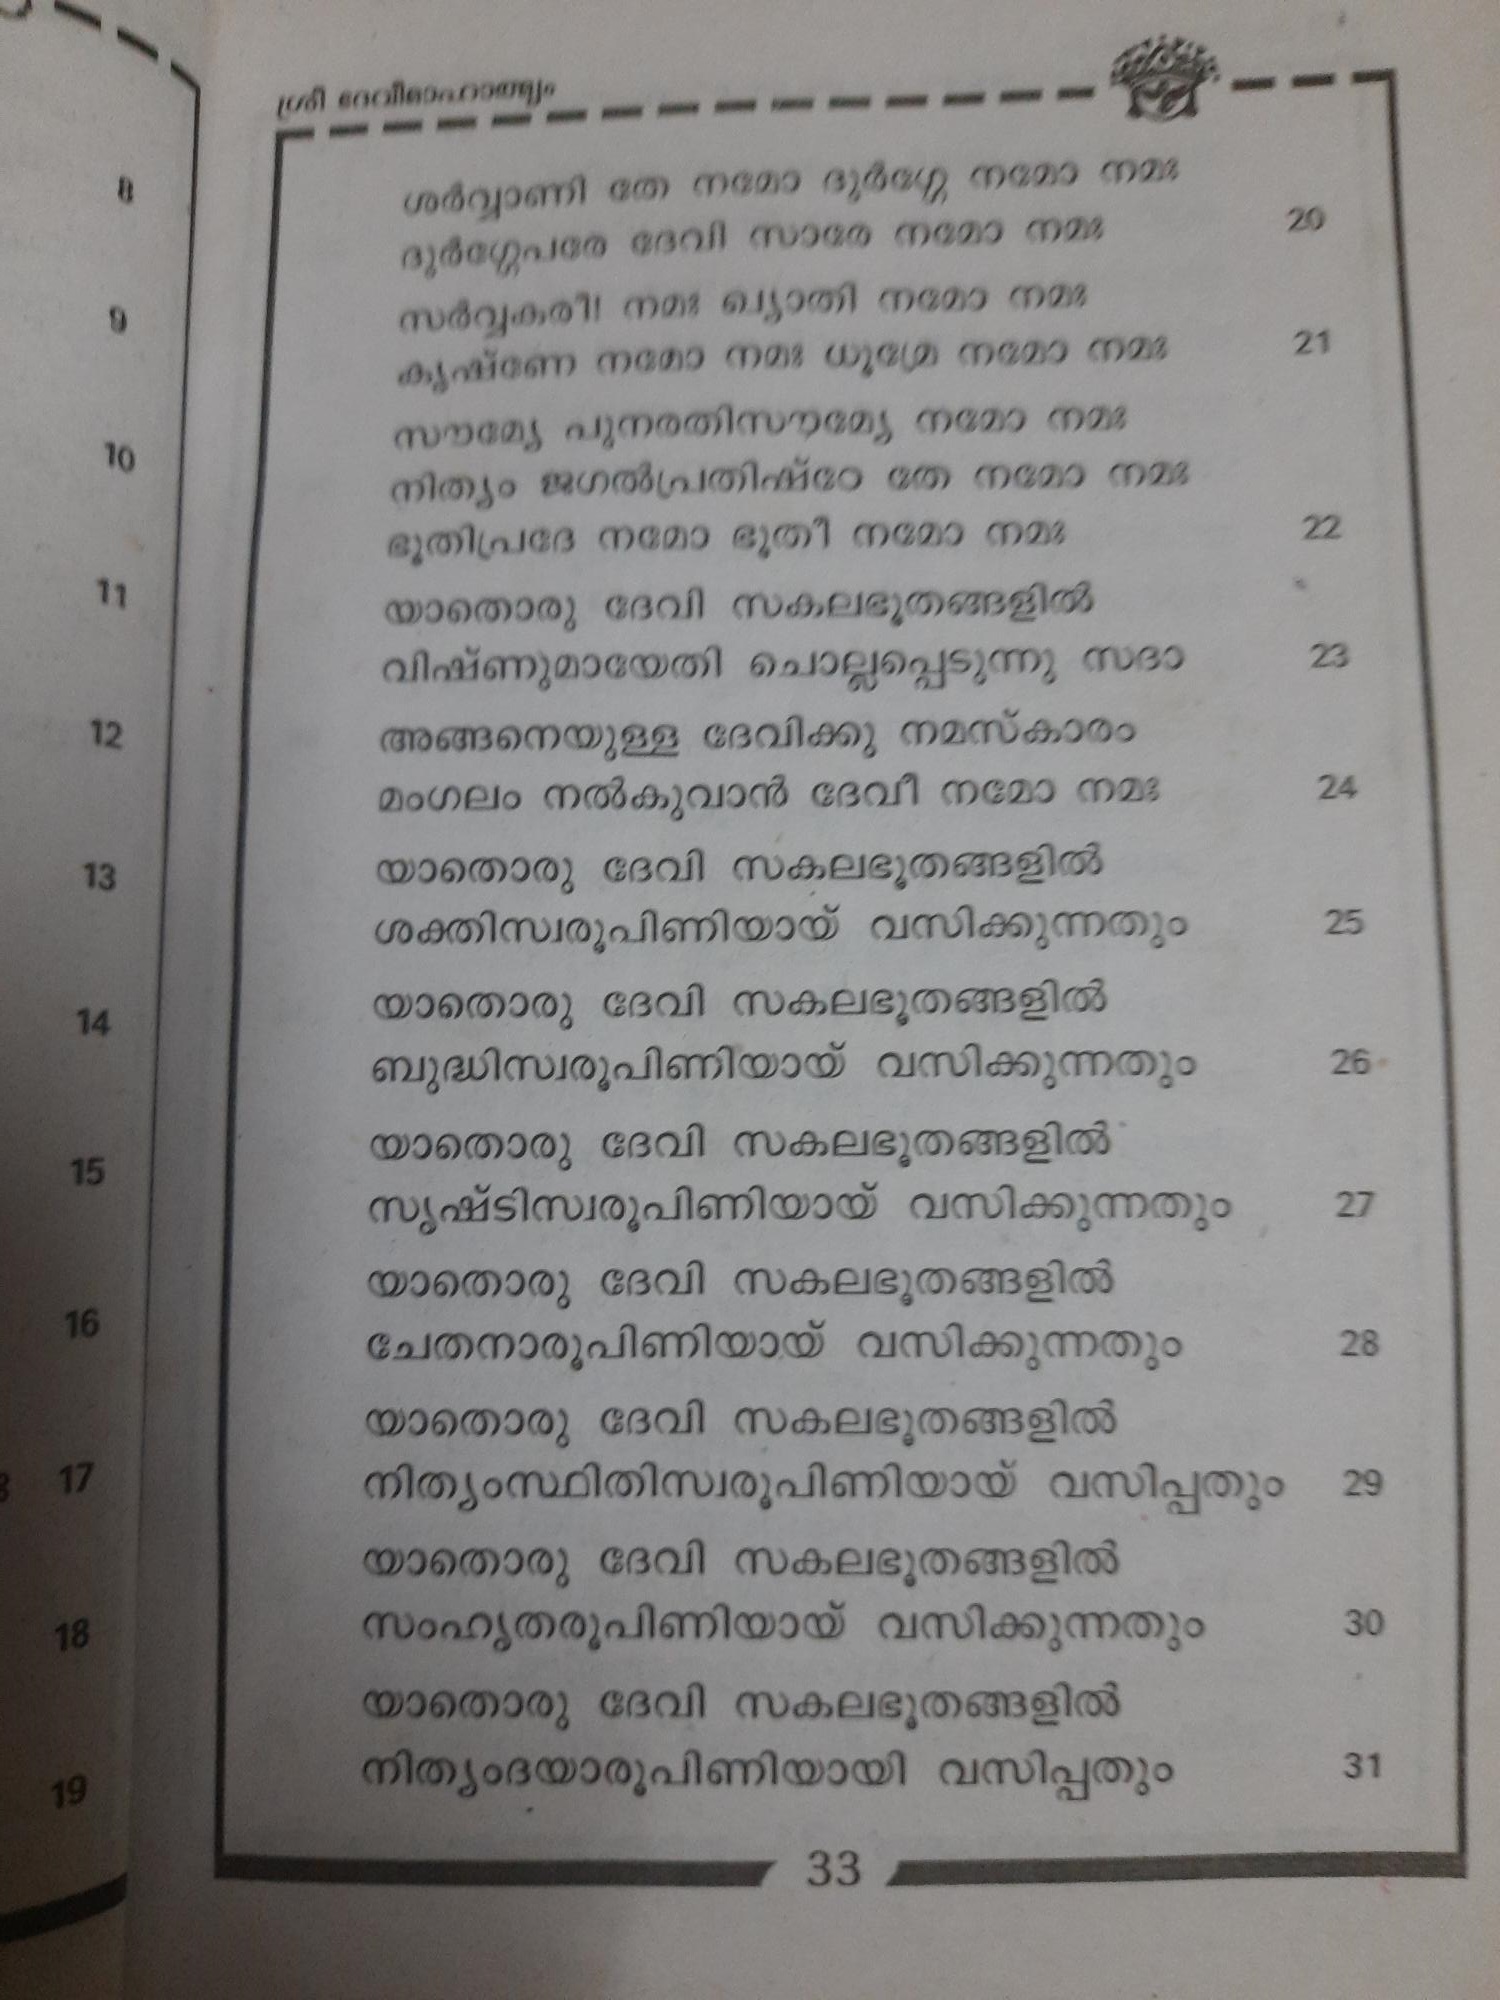 ശ്രീ ദേവീമാഹാത്മ്യം
ശർവ്വാണി തേ നമോ ദുർഗ്ഗേ നമോ നമഃ
ദുർഗ്ഗേപരേ ദേവി സാരേ നമോ നമഃ 20
സർവ്വകരീ! നമഃ ഖ്യാതി നമോ നമഃ
കൃഷ്ണേ നമോ നമഃ ധൂമ്രേ നമോ നമഃ 21
സൗമ്യേ പുനരതിസൗമ്യേ നമോ നമഃ
നിത്യം ജഗൽപ്രതിഷ്ഠേ തേ നമോ നമഃ
ഭൂതിപ്രദേ നമോ ഭൂതീ നമോ നമഃ 22
യാതൊരു ദേവി സകലഭൂതങ്ങളിൽ
വിഷ്ണുമായേതി ചൊല്ലപ്പെടുന്നു സദാ 23
അങ്ങനെയുള്ള ദേവിക്കു നമസ്കാരം
മംഗലം നൽകുവാൻ ദേവീ നമോ നമഃ 24
യാതൊരു ദേവി സകലഭൂതങ്ങളിൽ
ശക്തിസ്വരൂപിണിയായ് വസിക്കുന്നതും 25
യാതൊരു ദേവി സകലഭൂതങ്ങളിൽ
ബുദ്ധിസ്വരൂപിണിയായ് വസിക്കുന്നതും 26
യാതൊരു ദേവി സകലഭൂതങ്ങളിൽ
സൃഷ്ടിസ്വരൂപിണിയായ് വസിക്കുന്നതും 27
യാതൊരു ദേവി സകലഭൂതങ്ങളിൽ
ചേതനാരൂപിണിയായ് വസിക്കുന്നതും 28
യാതൊരു ദേവി സകലഭൂതങ്ങളിൽ
നിത്യംസ്ഥിതിസ്വരൂപിണിയായ് വസിപ്പതും 29
യാതൊരു ദേവി സകലഭൂതങ്ങളിൽ
സംഹൃതരൂപിണിയായ് വസിക്കുന്നതും 30
യാതൊരു ദേവി സകലഭൂതങ്ങളിൽ
നിത്യംദയാരൂപിണിയായി വസിപ്പതും 31
33
8
9
10
11
12
13
14
15
16
17
18
19